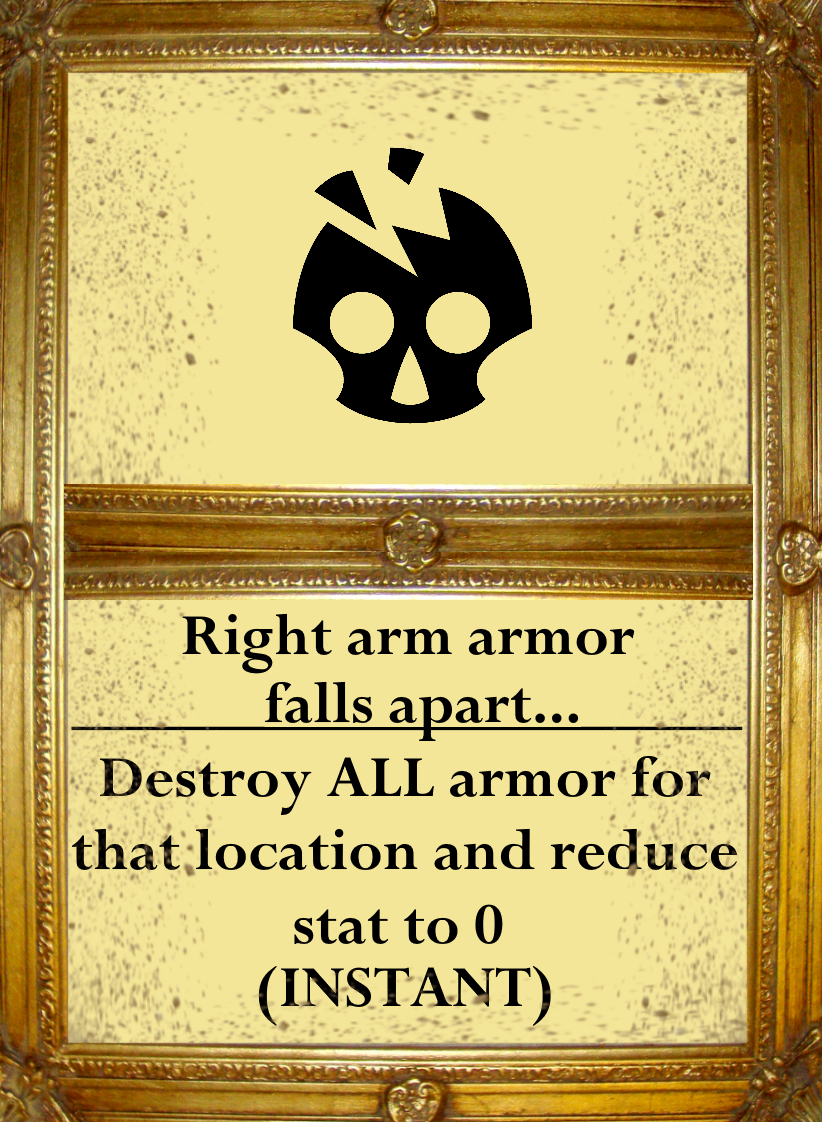 Right arm armor
falls apart...
Destroy ALL armor for
that location and reduce
stat to 0
(INSTANT)